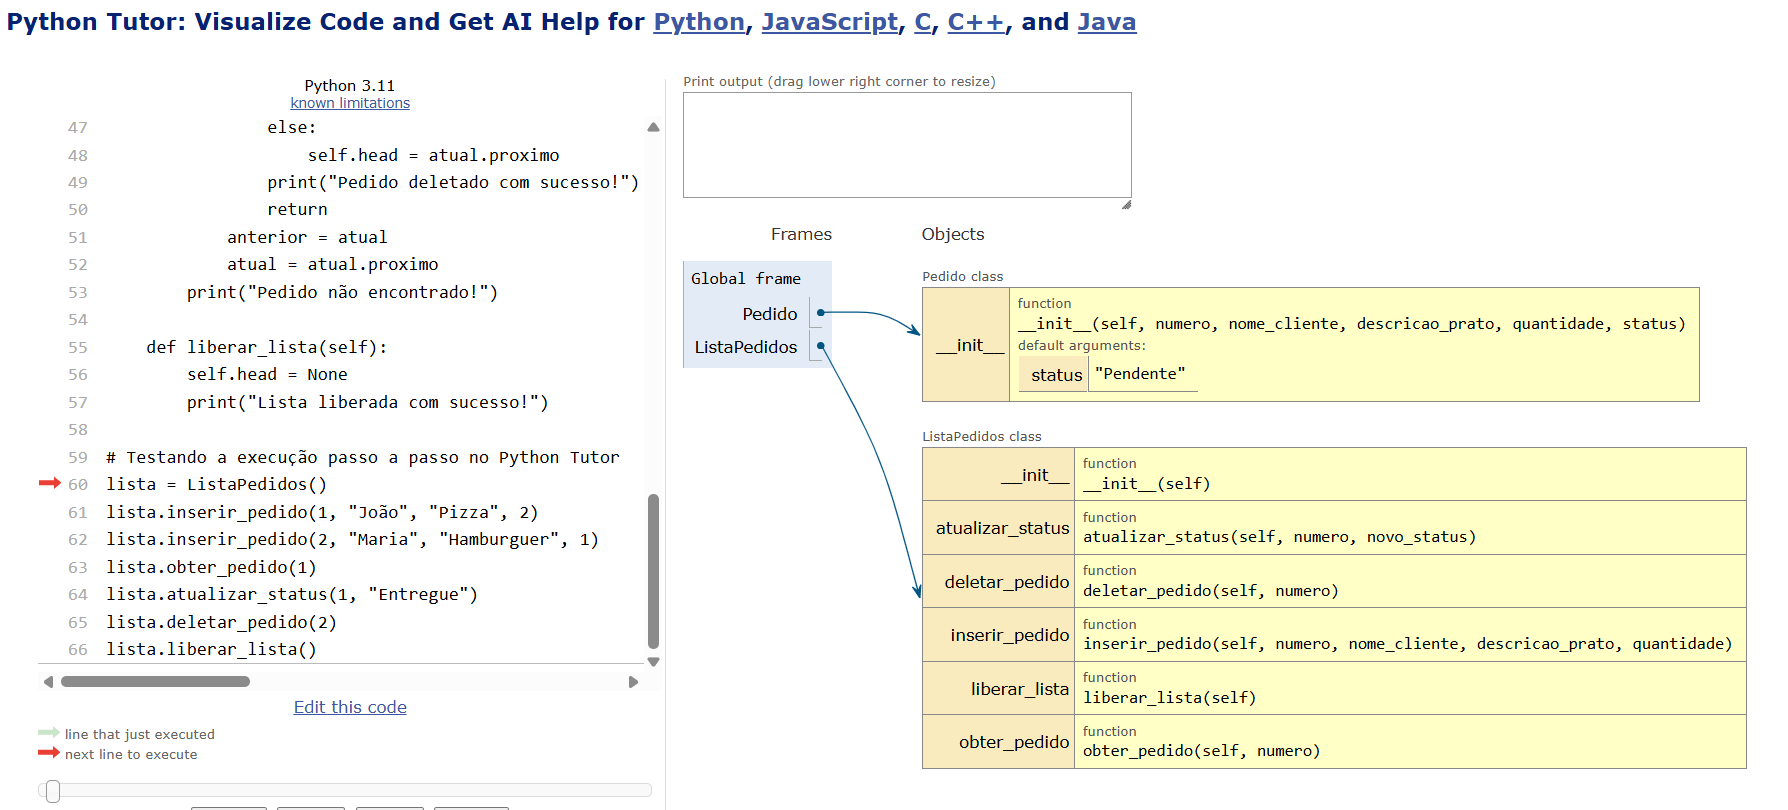 Python Tutor: Visualize Code and Get AI Help for Python, JavaScript, C, C++, and Java
Python 3.11
known limitations
47 else:
48 self.head = atual.proximo
49 print("Pedido deletado com sucesso!")
50 return
51 anterior = atual
52 atual = atual.proximo
53 print("Pedido não encontrado!")
54
55 def liberar_lista(self):
56 self.head = None
57 print("Lista liberada com sucesso!")
58
59 # Testando a execução passo a passo no Python Tutor
60 lista = ListaPedidos()
61 lista.inserir_pedido(1, "João", "Pizza", 2)
62 lista.inserir_pedido(2, "Maria", "Hamburguer", 1)
63 lista.obter_pedido(1)
64 lista.atualizar_status(1, "Entregue")
65 lista.deletar_pedido(2)
66 lista.liberar_lista()
Edit this code
line that just executed
next line to execute
Print output (drag lower right corner to resize)
Frames
Objects
Global frame
Pedido
ListaPedidos
Pedido class
__init__
function
__init__(self, numero, nome_cliente, descricao_prato, quantidade, status)
default arguments:
status "Pendente"
ListaPedidos class
__init__
function
__init__(self)
atualizar_status
function
atualizar_status(self, numero, novo_status)
deletar_pedido
function
deletar_pedido(self, numero)
inserir_pedido
function
inserir_pedido(self, numero, nome_cliente, descricao_prato, quantidade)
liberar_lista
function
liberar_lista(self)
obter_pedido
function
obter_pedido(self, numero)